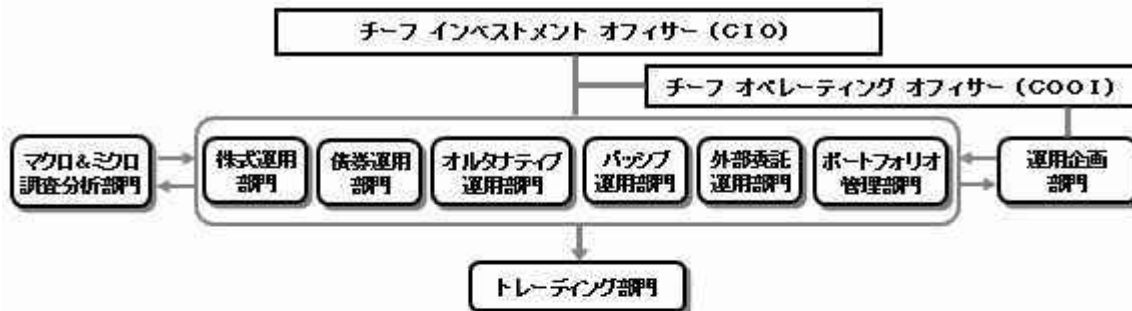 チーフ インベストメント オフィサー（CIO）
チーフ オペレーティング オフィサー（COOI）
マクロ＆ミクロ
調査分析部門
株式運用
部門
債券運用
部門
オルタナティブ
運用部門
パッシブ
運用部門
外部委託
運用部門
ポートフォリオ
管理部門
運用企画
部門
トレーディング部門